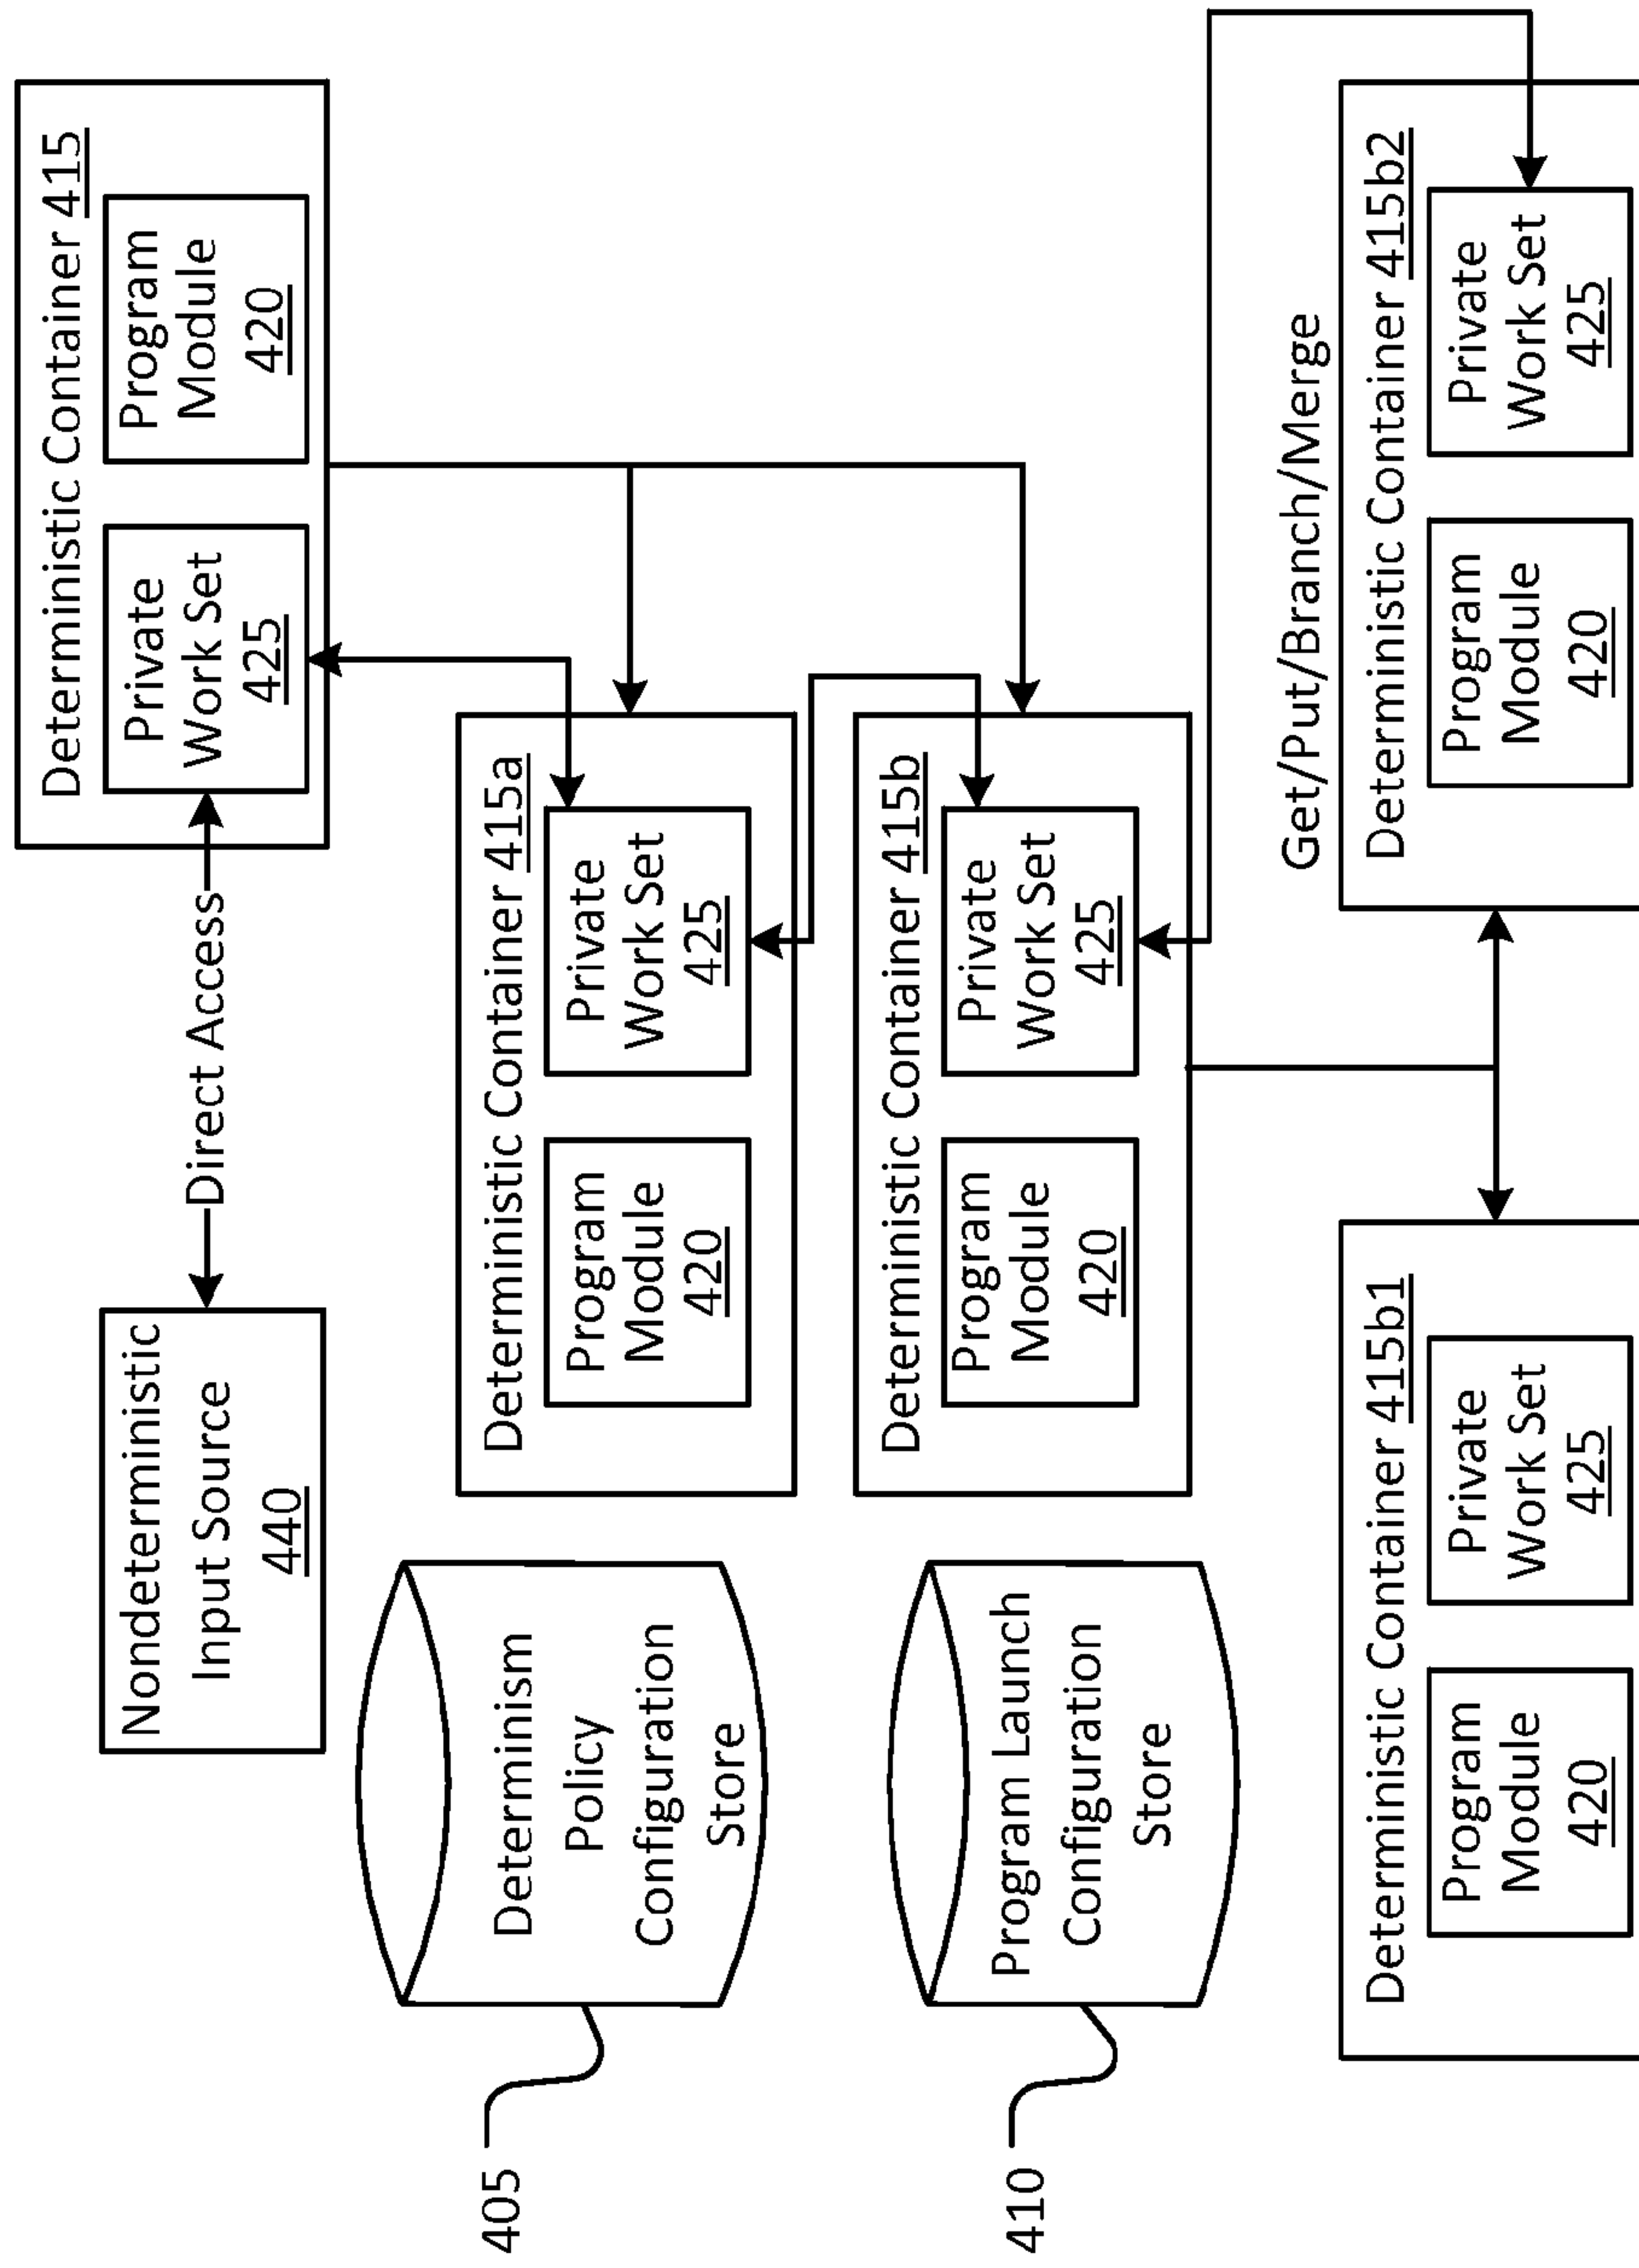 Nondeterministic
Input Source
440
Direct Access
Deterministic Container 415
Private
Work Set
425
Program
Module
420
405
Determinism
Policy
Configuration
Store
Deterministic Container 415a
Program
Module
420
Private
Work Set
425
410
Program Launch
Configuration
Store
Deterministic Container 415b
Program
Module
420
Private
Work Set
425
Get/Put/Branch/Merge
Deterministic Container 415b1
Program
Module
420
Private
Work Set
425
Deterministic Container 415b2
Program
Module
420
Private
Work Set
425